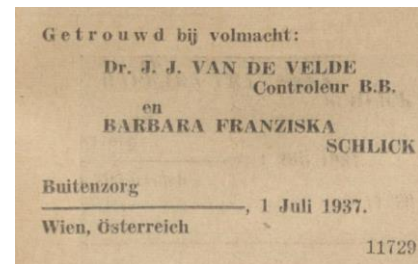 Getrouwd bij volmacht:
Dr. J. J. VAN DE VELDE
Controleur B.B.
en
BARBARA FRANZISKA
SCHLICK
Buitenzorg
, 1 Juli 1937.
Wien, Österreich
11729